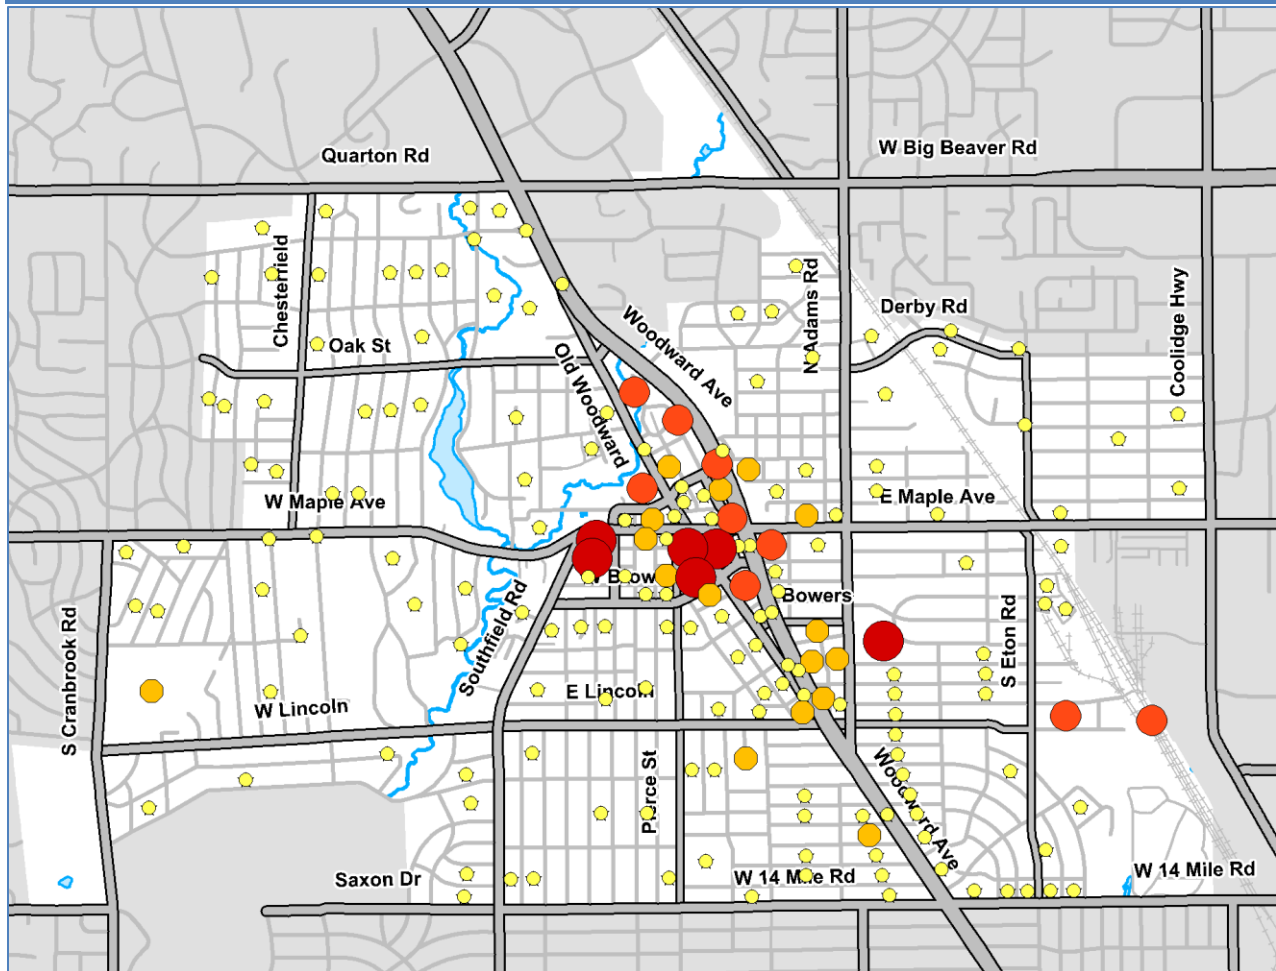 Quarton Rd
W Big Beaver Rd
Chesterfield
N Adams Rd
Coolidge Hwy
Derby Rd
Woodward Ave
Oak St
Old Woodward
W Maple Ave
E Maple Ave
Bowers
S Cranbrook Rd
Southfield Rd
S Eton Rd
E Lincoln
W Lincoln
Pierce St
Woodward Ave
Saxon Dr
W 14 Mile Rd
W 14 Mile Rd